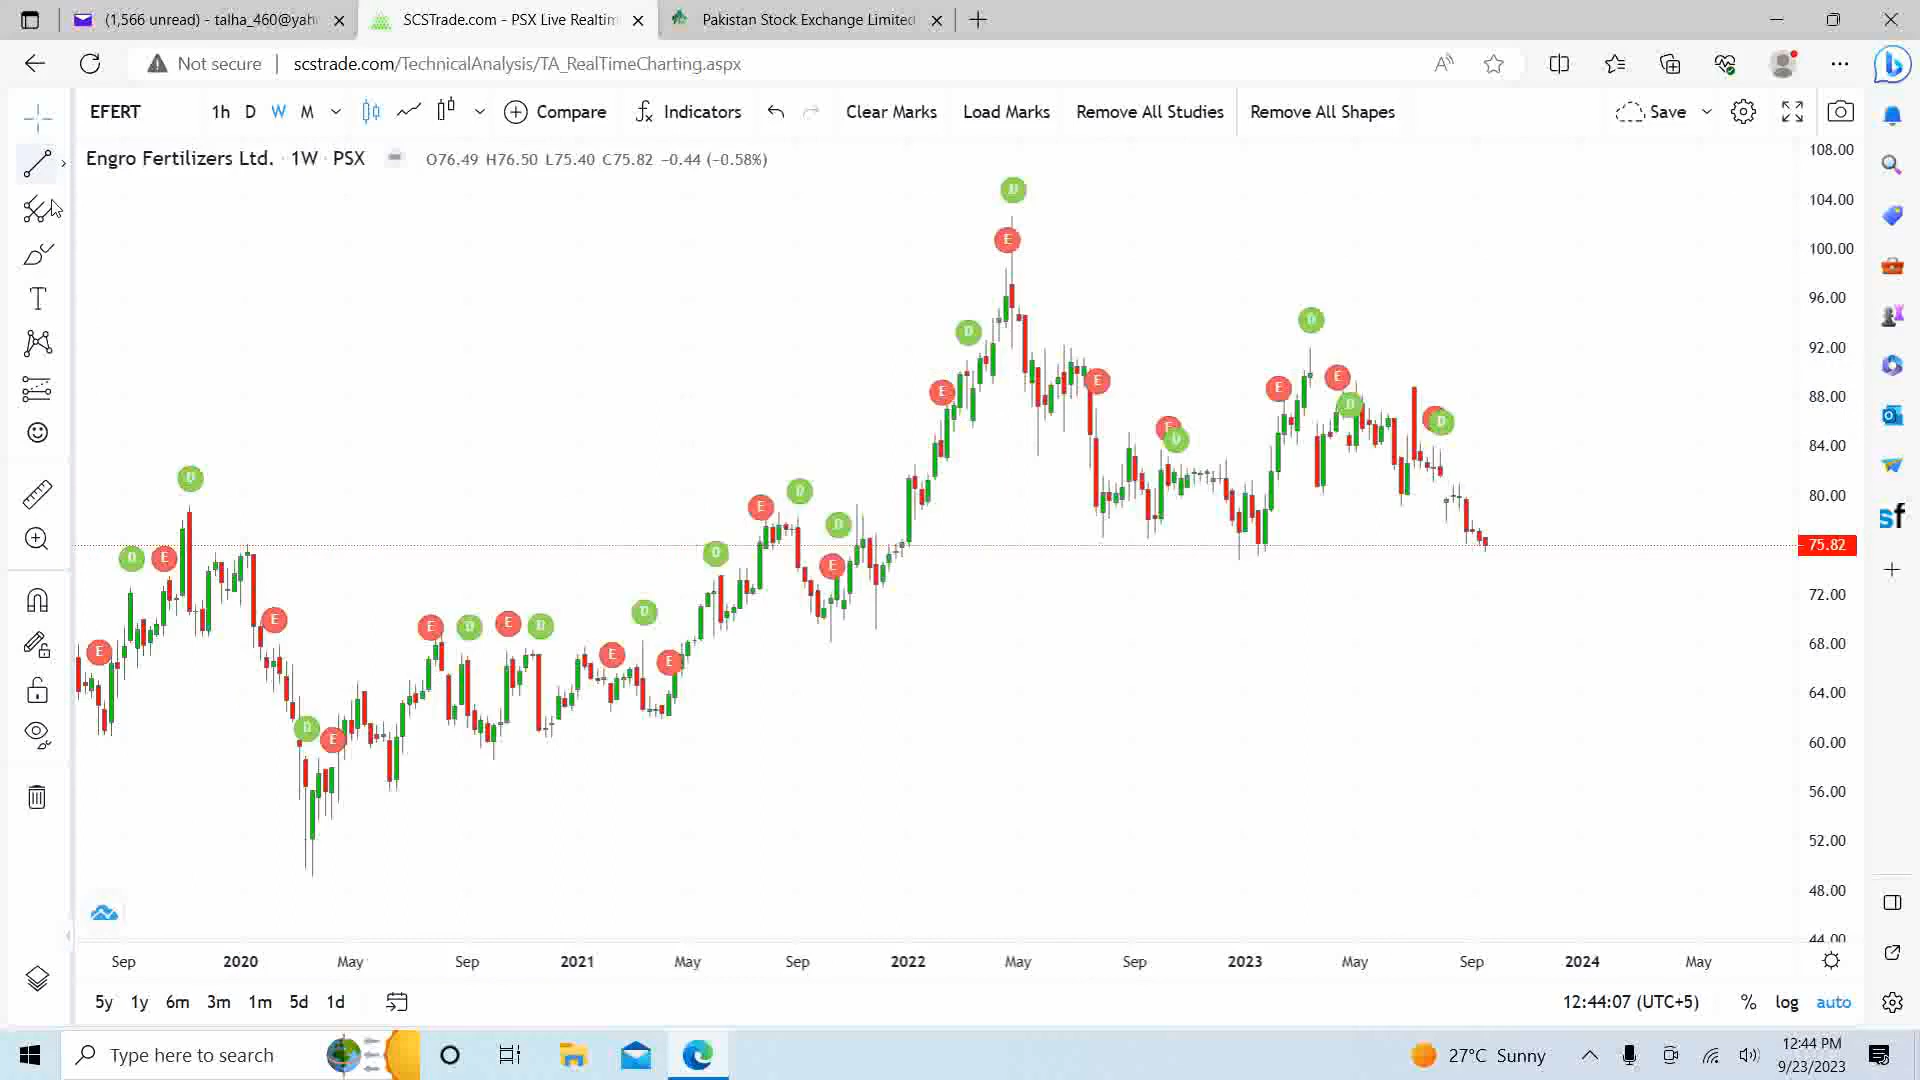 (1,566 unread) - talha_460@yah
SCSTrade.com - PSX Live Realtim
Pakistan Stock Exchange Limited
Not secure
scstrade.com/TechnicalAnalysis/TA_RealTimeCharting.aspx
EFERT
1h D W M
Compare
Indicators
Clear Marks
Load Marks
Remove All Studies
Remove All Shapes
Save
Engro Fertilizers Ltd. · 1W · PSX
O76.49 H76.50 L75.40 C75.82 −0.44 (−0.58%)
108.00
104.00
100.00
96.00
92.00
88.00
84.00
80.00
75.82
72.00
68.00
64.00
60.00
56.00
52.00
48.00
44.00
Sep 2020 May Sep 2021 May Sep 2022 May Sep 2023 May Sep 2024 May
5y 1y 6m 3m 1m 5d 1d
12:44:07 (UTC+5) % log auto
Type here to search
27°C Sunny
12:44 PM
9/23/2023